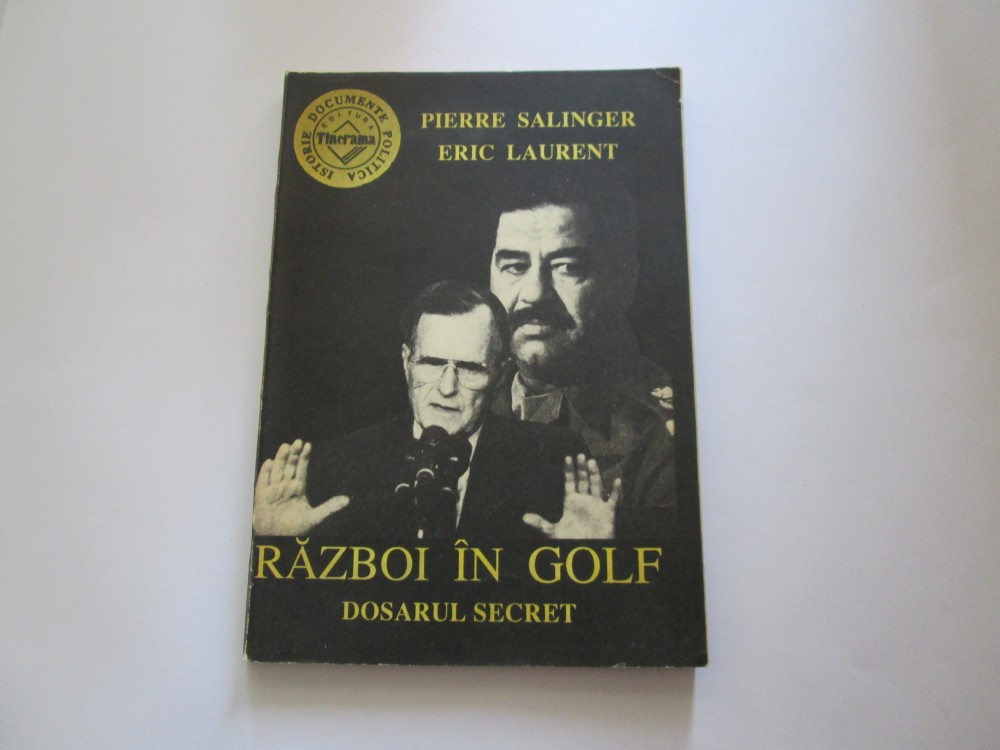 ISTORIE DOCUMENTE POLITICA
EDITURA
Tinerama
PIERRE SALINGER
ERIC LAURENT
RĂZBOI ÎN GOLF
DOSARUL SECRET